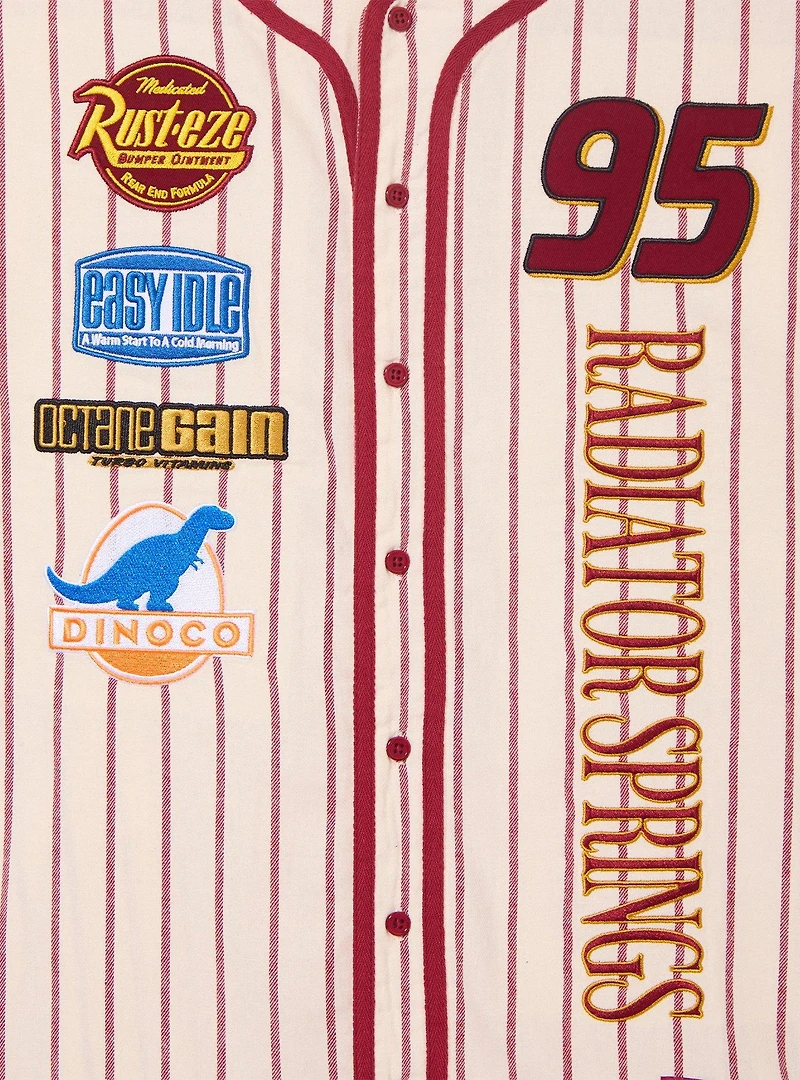 Medicated
Rust-eze
Bumper Ointment
Rear End Formula
easy IDLE
A Warm Start To A Cold Morning
OCTANE GAIN
TURBO VITAMINS
DINOCO
95
RADIATOR SPRINGS